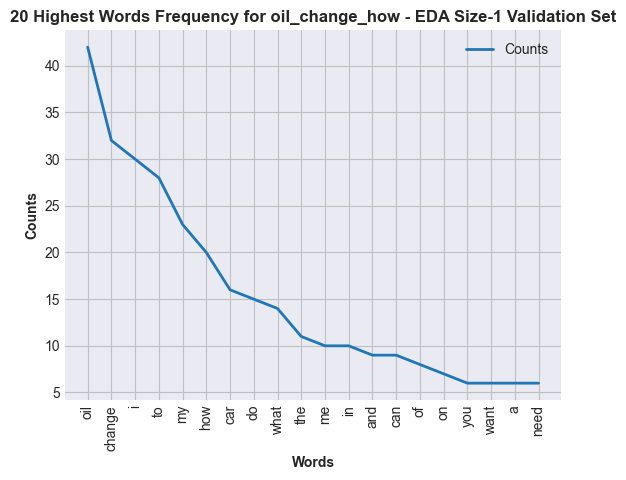 20 Highest Words Frequency for oil_change_how - EDA Size-1 Validation Set
Counts
40
35
30
25
20
15
10
5
Counts
oil
change
i
to
my
how
car
do
what
the
me
in
and
can
of
on
you
want
a
need
Words